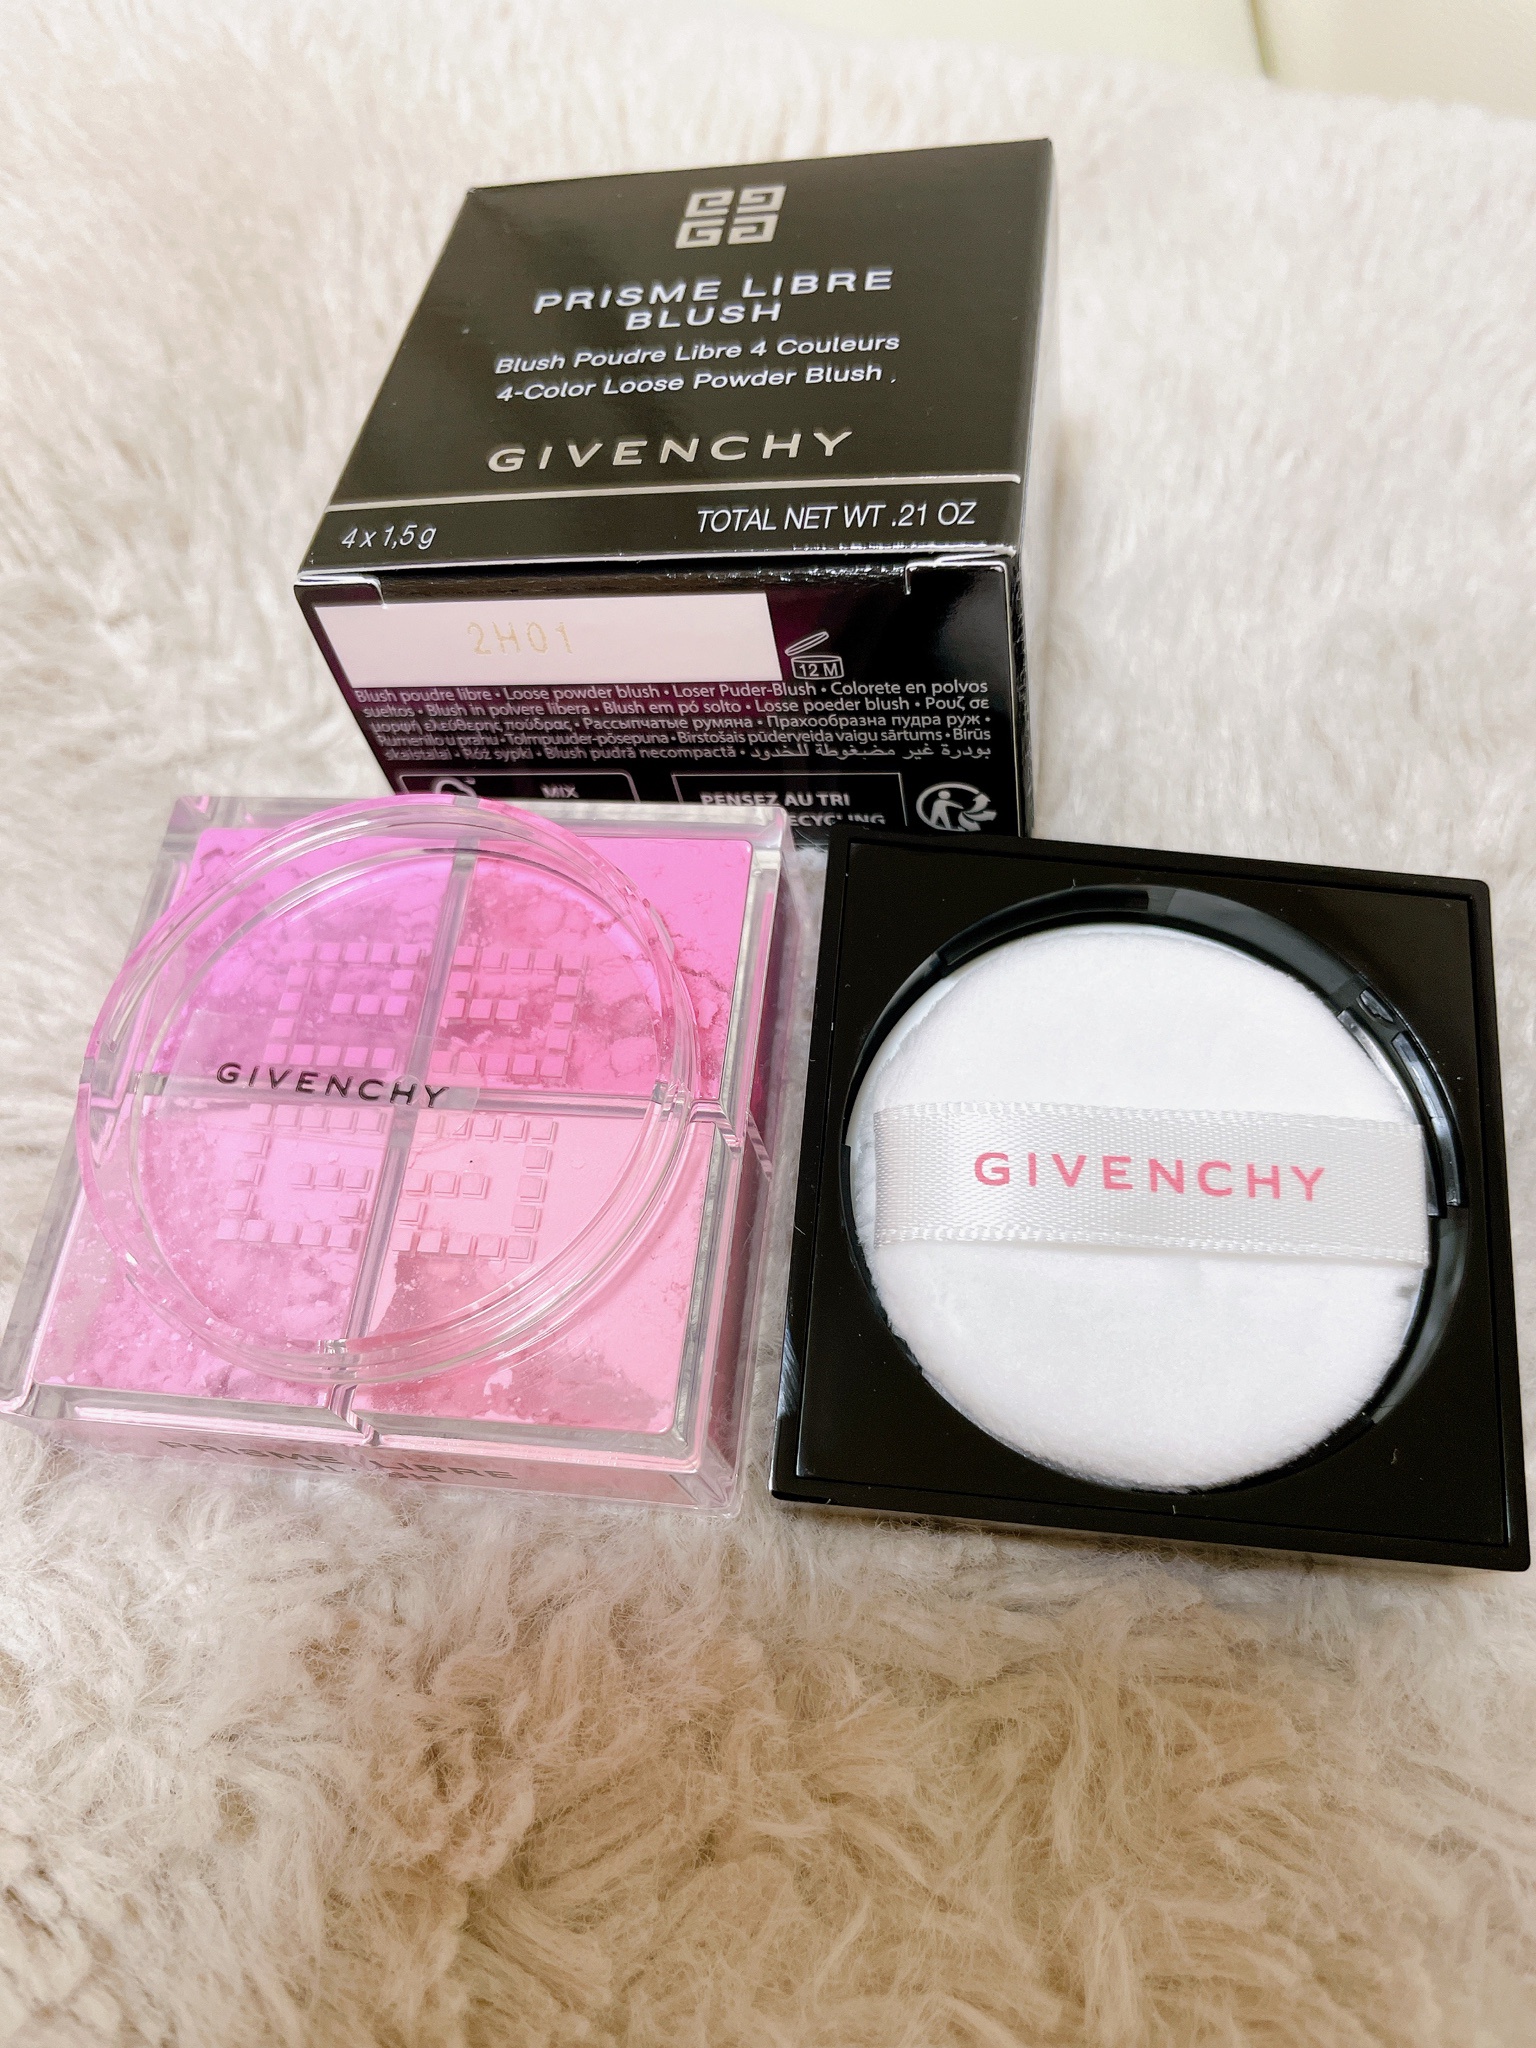 PRISME LIBRE
BLUSH
Blush Poudre Libre 4 Couleurs
4-Color Loose Powder Blush
GIVENCHY
4 x 1,5 g
TOTAL NET WT .21 OZ
2H01
12 M
Blush poudre libre • Loose powder blush • Loser Puder-Blush • Colorete en polvos
sueltos • Blush in polvere libera • Blush em pó solto • Losse poeder blush • Ρουζ σε
μορφή ελεύθερης πούδρας • Рассыпчатые румяна • Прахообразна пудра руж •
Rumenilo u prahu • Tolmpuuder-põsepuna • Birstošais pūderveida vaigu sārtums • Birūs
skaistalai • Róż sypki • Blush pudră necompactă • بودرة غير مضغوطة للخدود
MIX
PENSEZ AU TRI
GIVENCHY
PRISME LIBRE
GIVENCHY